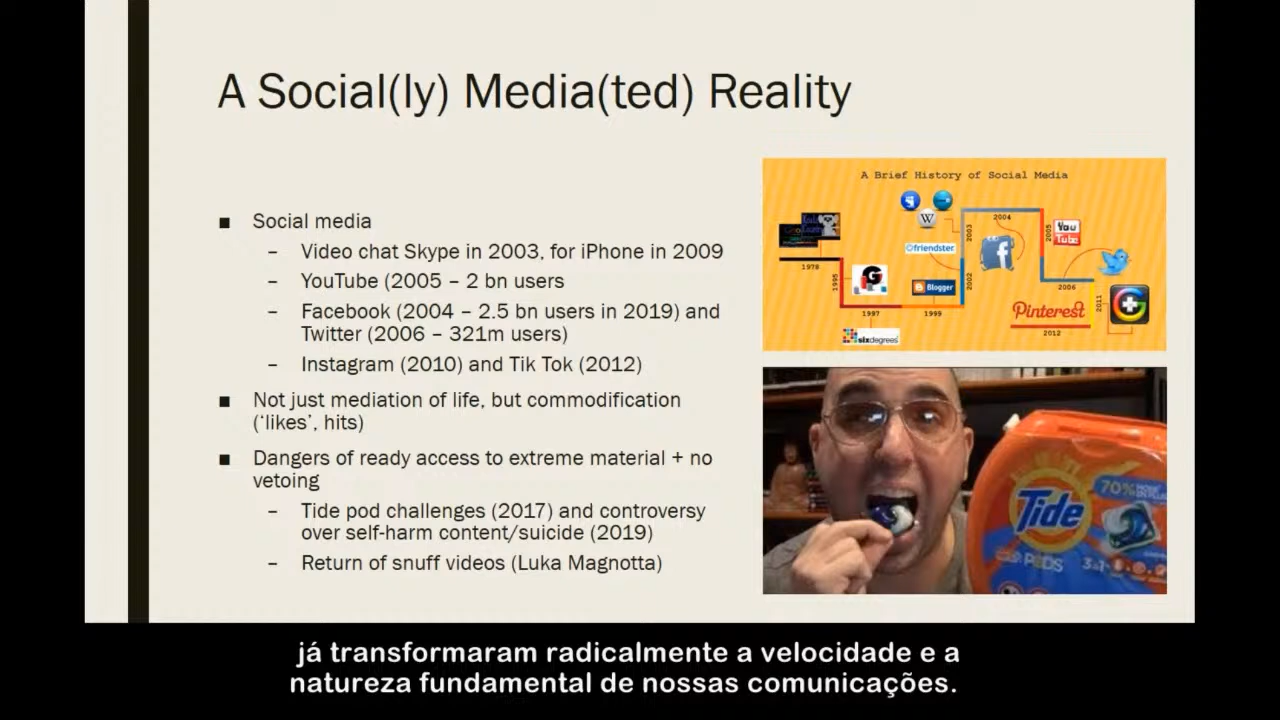 A Social(ly) Media(ted) Reality
■ Social media
– Video chat Skype in 2003, for iPhone in 2009
– YouTube (2005 – 2 bn users
– Facebook (2004 – 2.5 bn users in 2019) and
Twitter (2006 – 321m users)
– Instagram (2010) and Tik Tok (2012)
■ Not just mediation of life, but commodification
(‘likes’, hits)
■ Dangers of ready access to extreme material + no
vetoing
– Tide pod challenges (2017) and controversy
over self-harm content/suicide (2019)
– Return of snuff videos (Luka Magnotta)
A Brief History of Social Media
1978
1995
G
1997
sixdegrees
W
friendster
Blogger
1999
2002
2003
2004
f
2005
You
Tube
2006
Pinterest
2012
2011
G
Tide
PODS
70%
3in1
já transformaram radicalmente a velocidade e a
natureza fundamental de nossas comunicações.